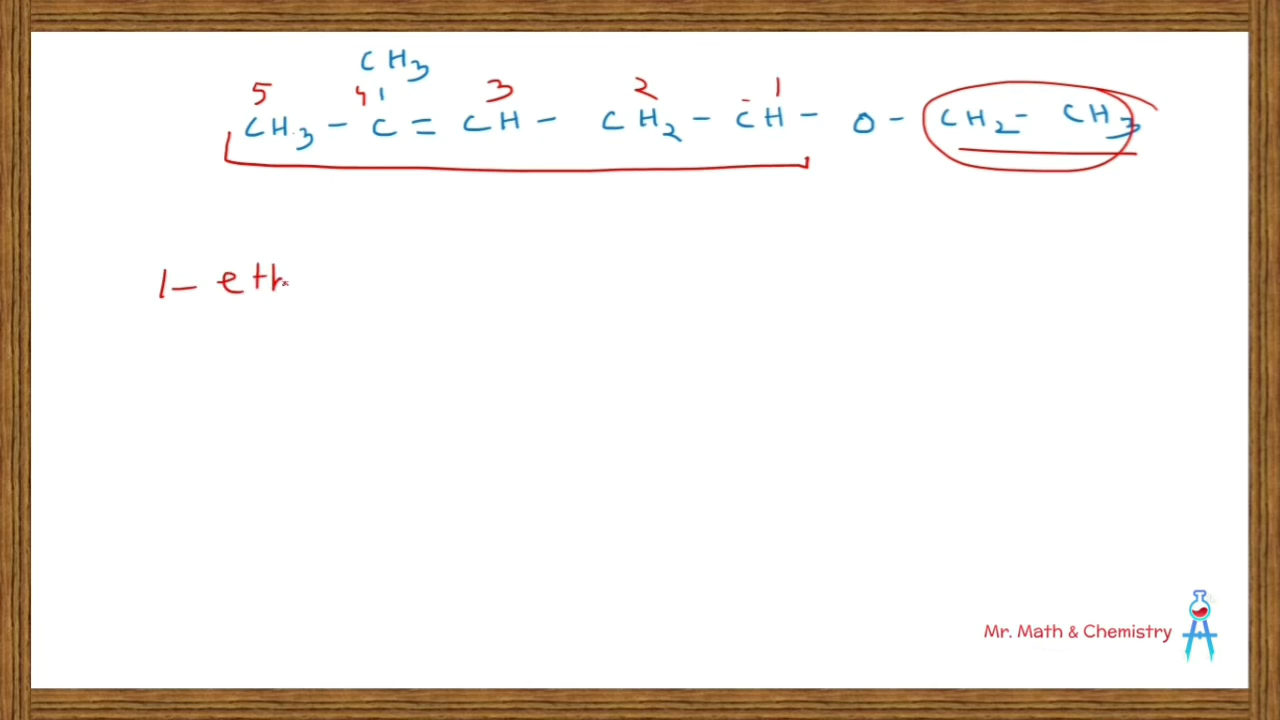 CH3
5 4 3 2 1
CH3 - C = CH - CH2 - CH - O - CH2 - CH3
1- eth
Mr. Math & Chemistry